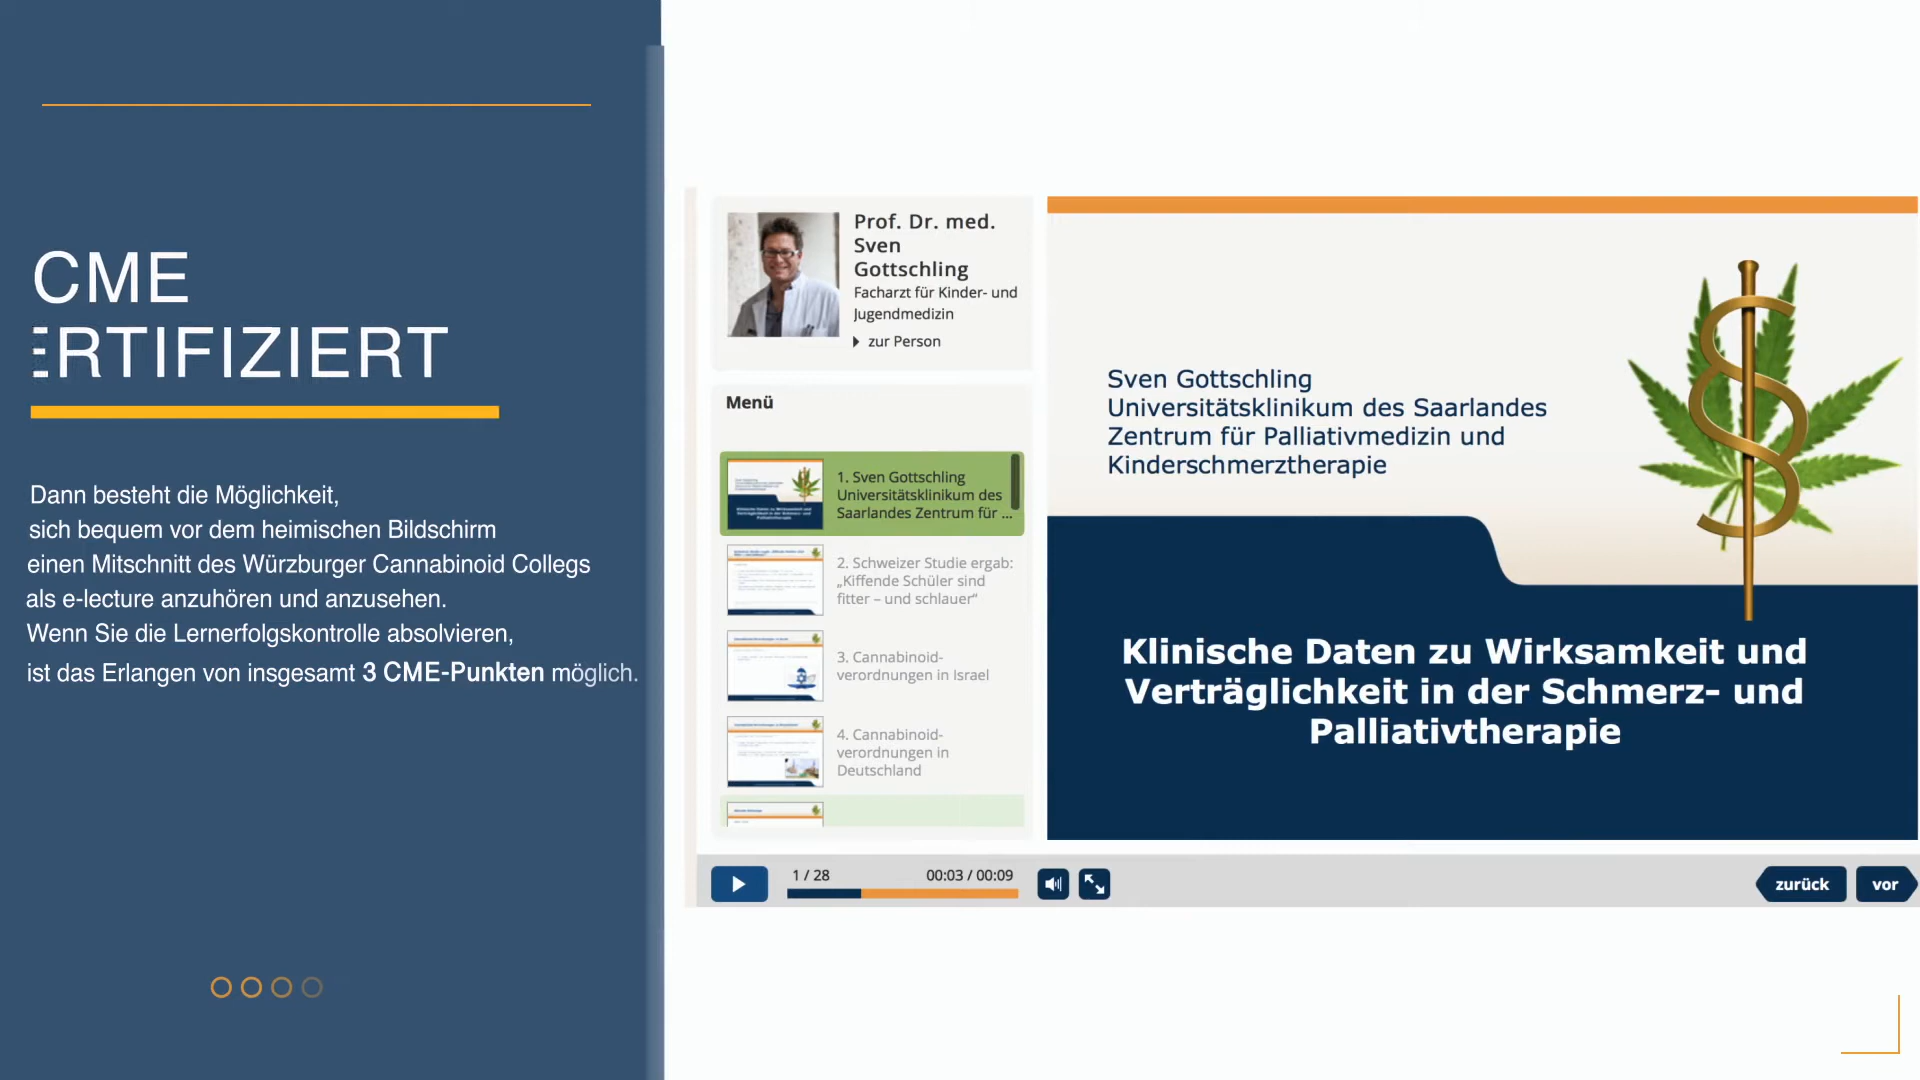 CME
ERTIFIZIERT
Dann besteht die Möglichkeit,
sich bequem vor dem heimischen Bildschirm
einen Mitschnitt des Würzburger Cannabinoid Collegs
als e-lecture anzuhören und anzusehen.
Wenn Sie die Lernerfolgskontrolle absolvieren,
ist das Erlangen von insgesamt 3 CME-Punkten möglich.
Prof. Dr. med.
Sven
Gottschling
Facharzt für Kinder- und
Jugendmedizin
zur Person
Menü
1. Sven Gottschling
Universitätsklinikum des
Saarlandes Zentrum für ...
2. Schweizer Studie ergab:
„Kiffende Schüler sind
fitter – und schlauer“
3. Cannabinoid-
verordnungen in Israel
4. Cannabinoid-
verordnungen in
Deutschland
Sven Gottschling
Universitätsklinikum des Saarlandes
Zentrum für Palliativmedizin und
Kinderschmerztherapie
Klinische Daten zu Wirksamkeit und
Verträglichkeit in der Schmerz- und
Palliativtherapie
1 / 28
00:03 / 00:09
zurück
vor